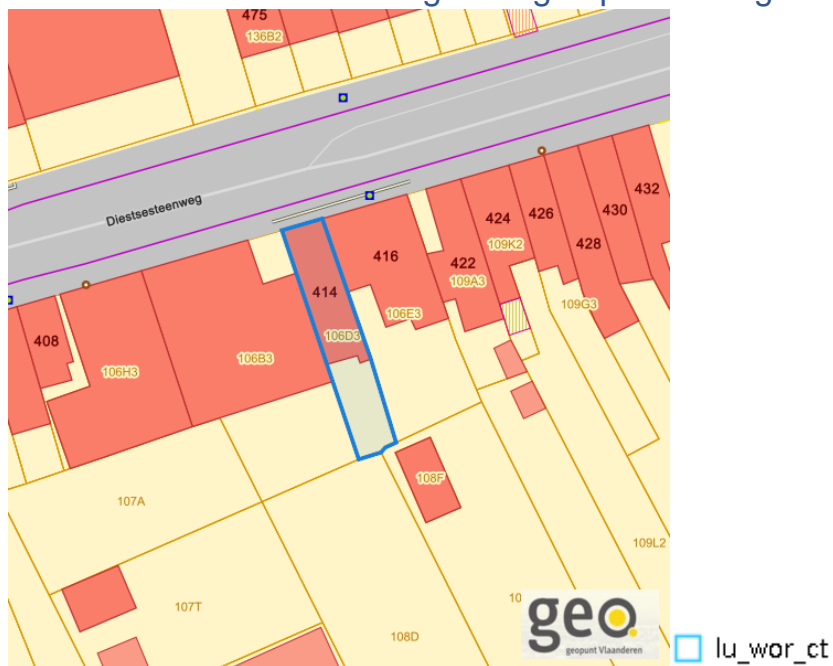 475
136B2
Diestsesteenweg
432
430
426
424
428
109K2
422
416
109A3
414
109G3
106E3
106D3
408
106B3
106H3
108F
107A
109L2
107T
108D
geo
geopunt Vlaanderen
lu_wor_ct